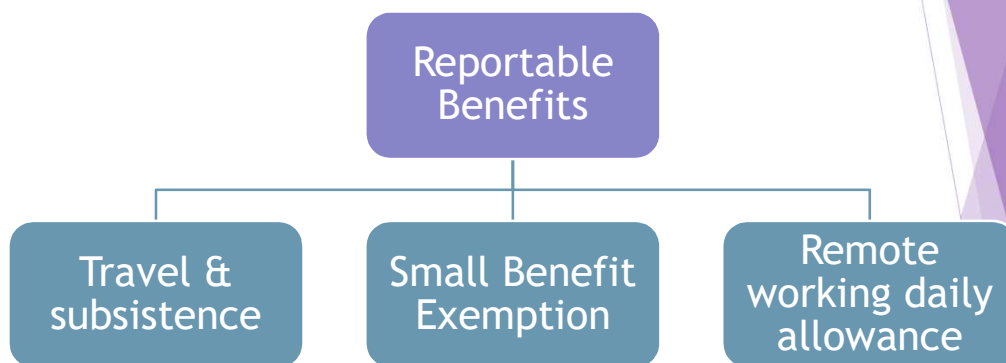 Reportable
Benefits
Travel &
subsistence
Small Benefit
Exemption
Remote
working daily
allowance